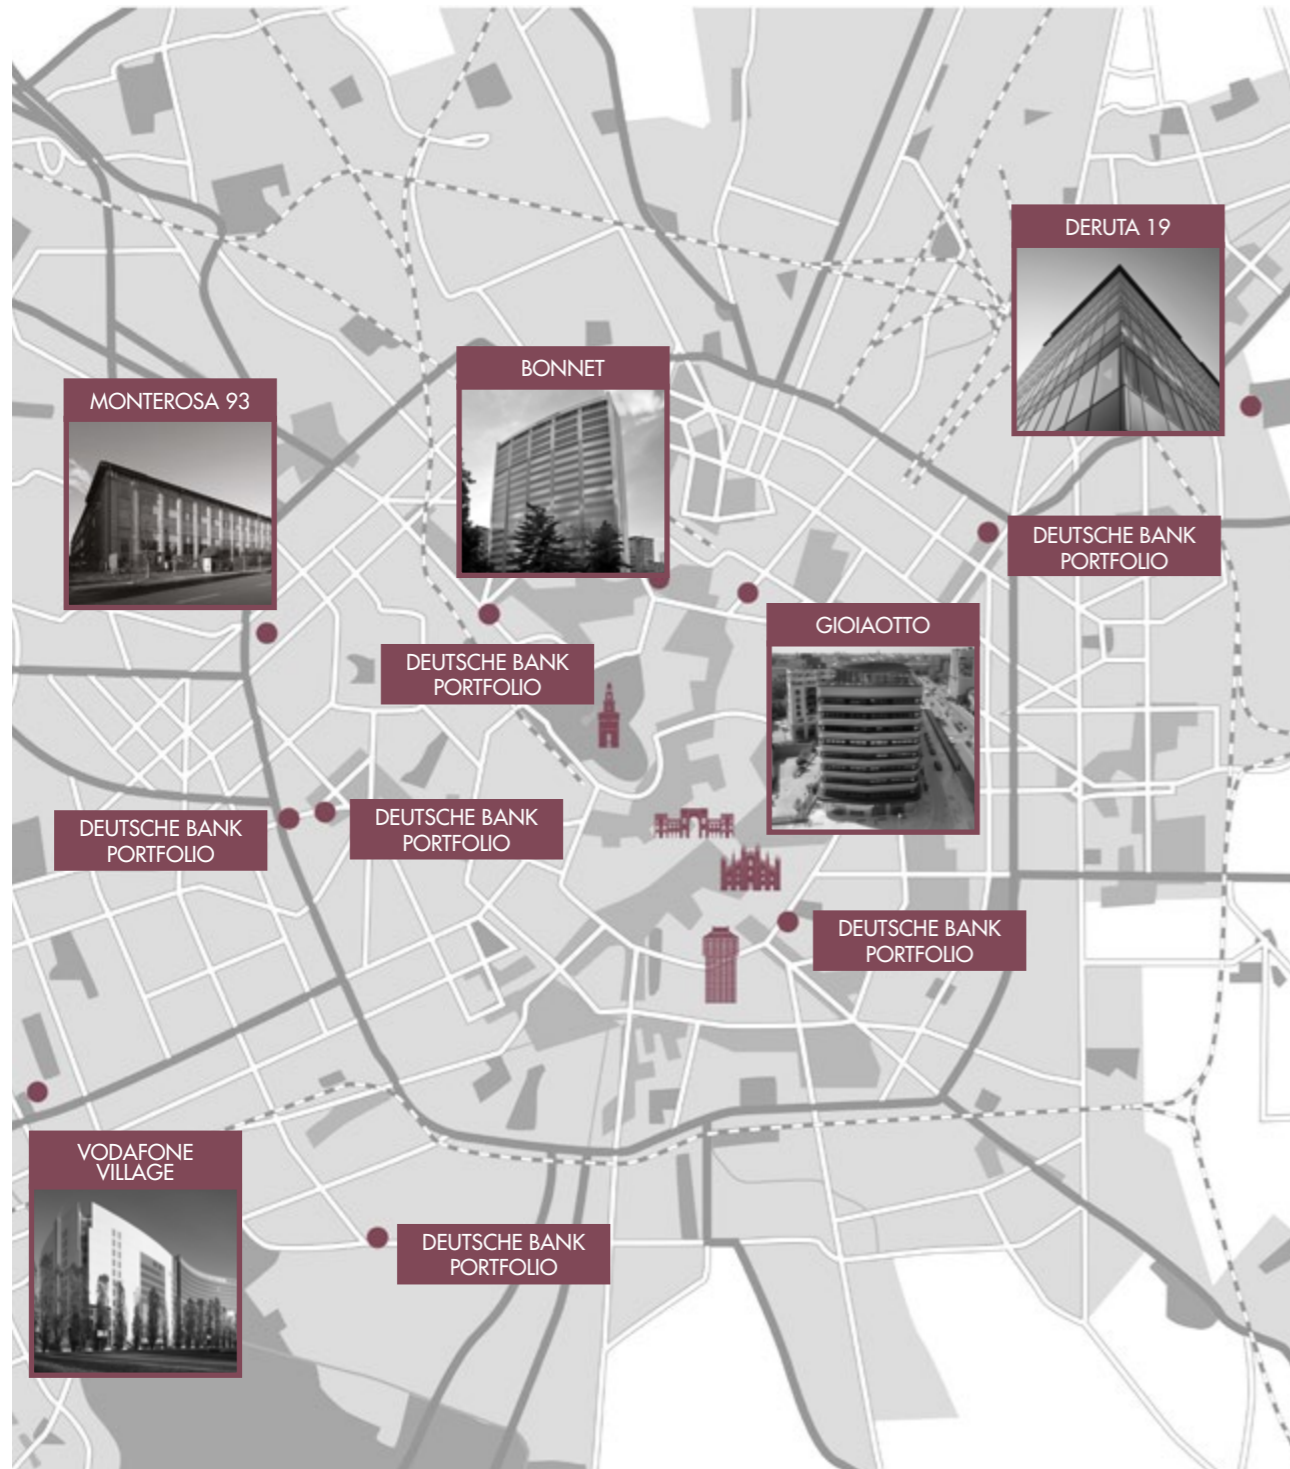 DERUTA 19
BONNET
MONTEROSA 93
DEUTSCHE BANK
PORTFOLIO
GIOIAOTTO
DEUTSCHE BANK
PORTFOLIO
DEUTSCHE BANK
PORTFOLIO
DEUTSCHE BANK
PORTFOLIO
DEUTSCHE BANK
PORTFOLIO
VODAFONE
VILLAGE
DEUTSCHE BANK
PORTFOLIO